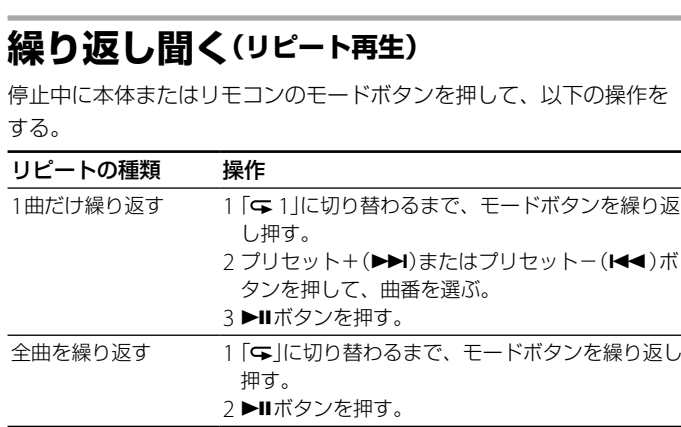 繰り返し聞く(リピート再生)
停止中に本体またはリモコンのモードボタンを押して、以下の操作を
する。
リピートの種類 操作
1曲だけ繰り返す 1 「⮎ 1」に切り替わるまで、モードボタンを繰り返
し押す。
2 プリセット+(▶▶I)またはプリセット−(I◀◀)ボ
タンを押して、曲番を選ぶ。
3 ▶IIボタンを押す。
全曲を繰り返す 1 「⮎」に切り替わるまで、モードボタンを繰り返し
押す。
2 ▶IIボタンを押す。